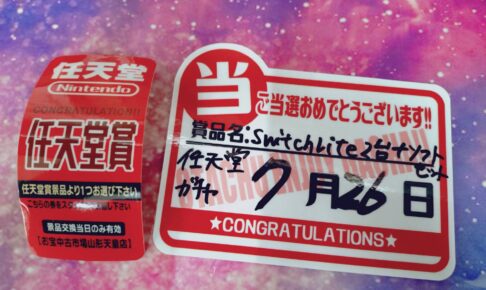 任天堂
Nintendo
CONGRATULATION!!
任天堂賞
任天堂賞景品より1つお選び下さい
景品交換当日のみ有効
【お宝中古市場山形天童店】
当
ご当選おめでとうございます!!
賞品名:Switch Lite 2台+ソフト
セット
任天堂
ガチャ
7月26日
★CONGRATULATIONS★